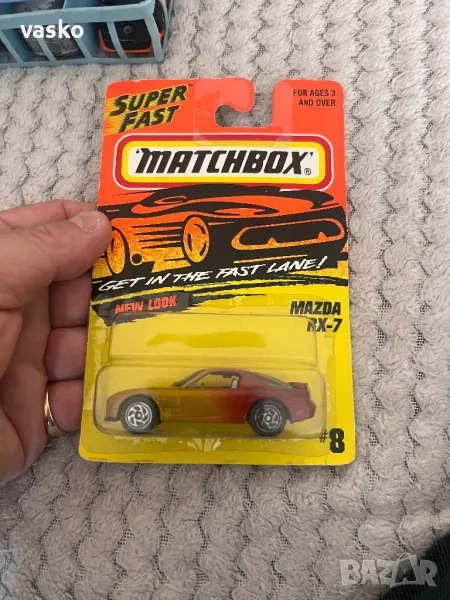 vasko
SUPER
FAST
FOR AGES 3
AND OVER
MATCHBOX®
GET IN THE FAST LANE!
NEW LOOK
MAZDA
RX-7
#8
BAZAR